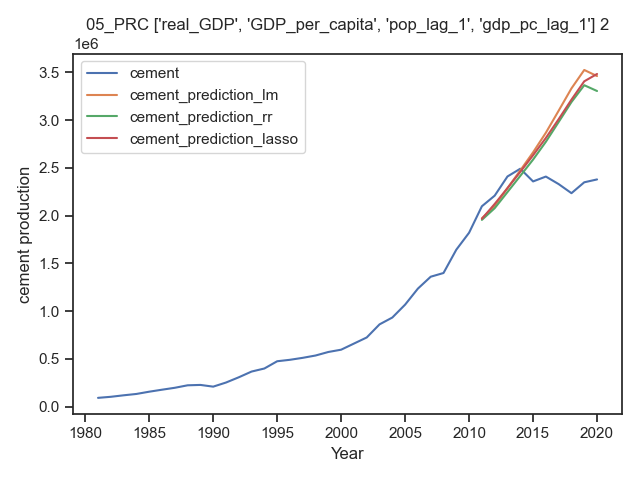 05_PRC ['real_GDP', 'GDP_per_capita', 'pop_lag_1', 'gdp_pc_lag_1'] 2
1e6
cement
cement_prediction_lm
cement_prediction_rr
cement_prediction_lasso
3.5
3.0
2.5
2.0
1.5
1.0
0.5
0.0
cement production
1980 1985 1990 1995 2000 2005 2010 2015 2020
Year